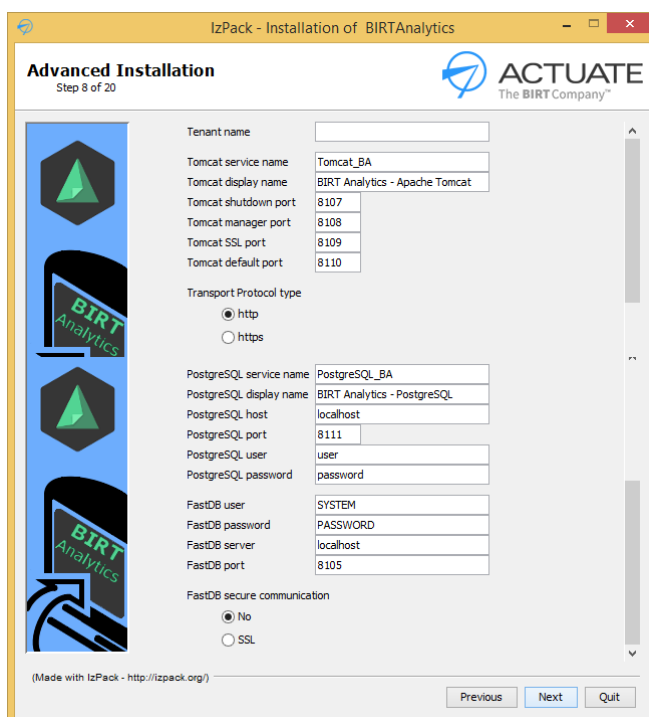 IzPack - Installation of BIRTAnalytics
Advanced Installation
Step 8 of 20
ACTUATE
The BIRT Company™
Tenant name
Tomcat service name Tomcat_BA
Tomcat display name BIRT Analytics - Apache Tomcat
Tomcat shutdown port 8107
Tomcat manager port 8108
Tomcat SSL port 8109
Tomcat default port 8110
Transport Protocol type
http
https
BIRT
Analytics
PostgreSQL service name PostgreSQL_BA
PostgreSQL display name BIRT Analytics - PostgreSQL
PostgreSQL host localhost
PostgreSQL port 8111
PostgreSQL user user
PostgreSQL password password
FastDB user SYSTEM
FastDB password PASSWORD
FastDB server localhost
FastDB port 8105
BIRT
Analytics
FastDB secure communication
No
SSL
(Made with IzPack - http://izpack.org/)
Previous Next Quit